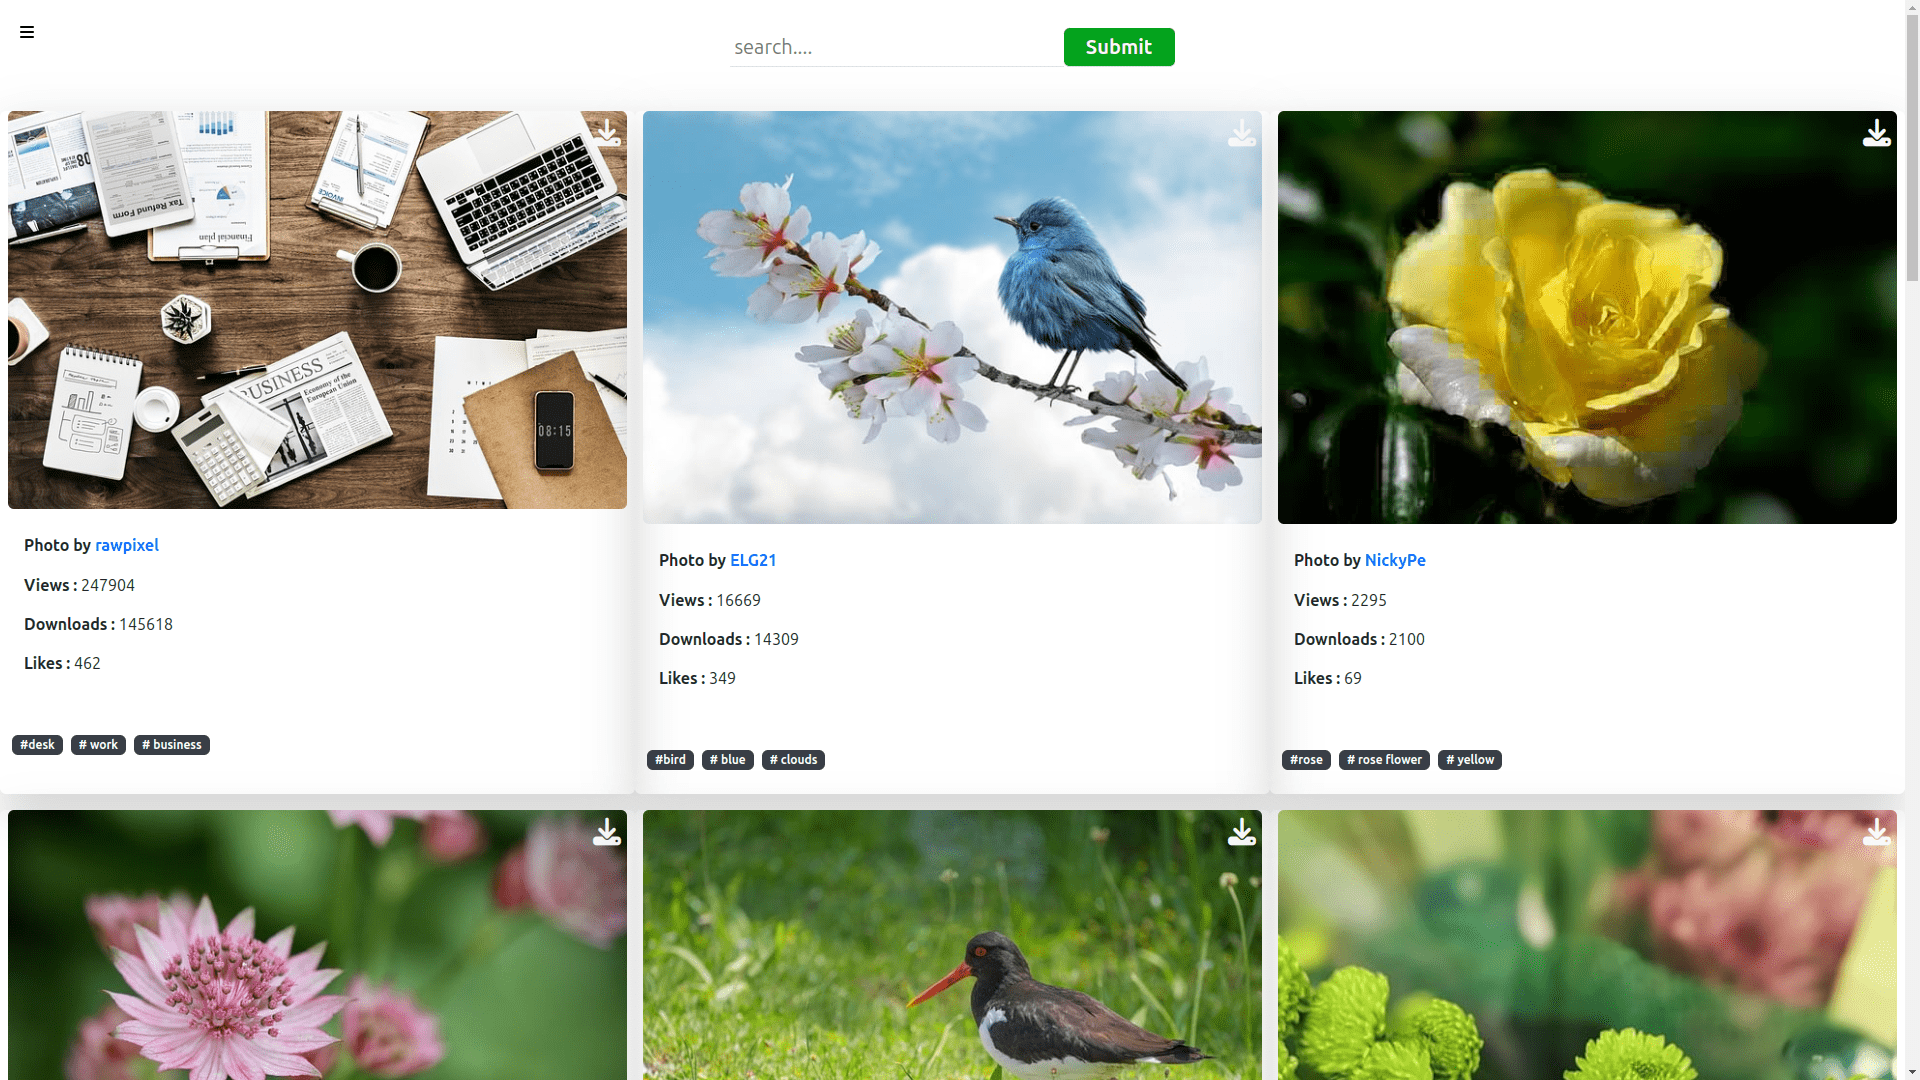 search....
Submit
Tax Refund Form
Financial plan
INVOICE
BUSINESS
Economy of the
European Union
08:15
Photo by rawpixel
Views : 247904
Downloads : 145618
Likes : 462
#desk # work # business
Photo by ELG21
Views : 16669
Downloads : 14309
Likes : 349
#bird # blue # clouds
Photo by NickyPe
Views : 2295
Downloads : 2100
Likes : 69
#rose # rose flower # yellow